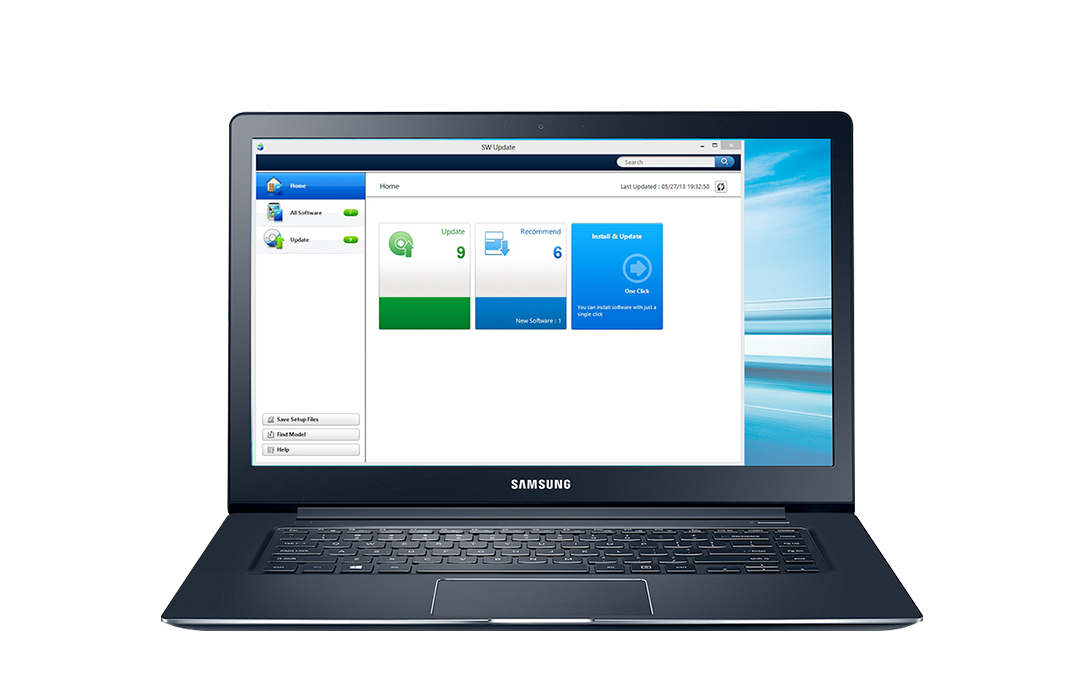 SW Update
Search
Home
Home
Last Updated : 05/27/13 19:32:50
All Software
7
Update
9
Update
9
Recommend
6
New Software : 1
Install & Update
One Click
You can install software with just a
single click
Save Setup Files
Find Model
Help
SAMSUNG